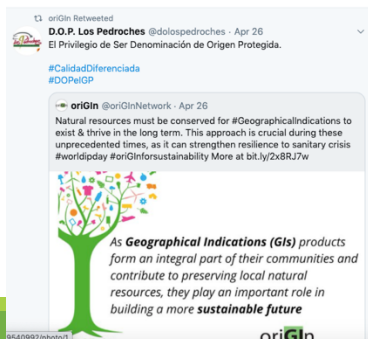 oriGIn Retweeted
D.O.P. Los Pedroches @dolospedroches · Apr 26
El Privilegio de Ser Denominación de Origen Protegida.
#CalidadDiferenciada
#DOPeIGP
oriGIn @oriGInNetwork · Apr 26
Natural resources must be conserved for #GeographicalIndications to
exist & thrive in the long term. This approach is crucial during these
unprecedented times, as it can strengthen resilience to sanitary crisis
#worldipday #oriGInforsustainability More at bit.ly/2x8RJ7w
As Geographical Indications (GIs) products
form an integral part of their communities and
contribute to preserving local natural
resources, they play an important role in
building a more sustainable future
oriGIn
9540992/photo/1